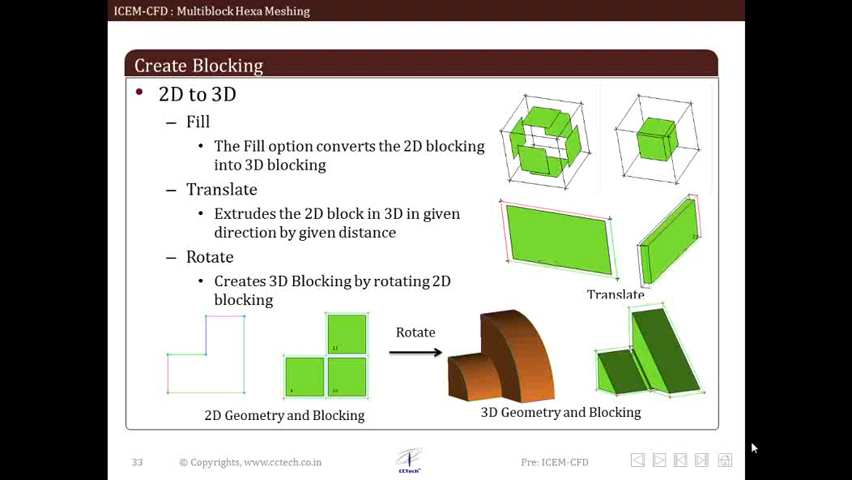 ICEM-CFD : Multiblock Hexa Meshing
Create Blocking
• 2D to 3D
– Fill
• The Fill option converts the 2D blocking
into 3D blocking
– Translate
• Extrudes the 2D block in 3D in given
direction by given distance
– Rotate
• Creates 3D Blocking by rotating 2D
blocking
Translate
Rotate
2D Geometry and Blocking
3D Geometry and Blocking
33
© Copyrights, www.cctech.co.in
CCTech
Pre: ICEM-CFD